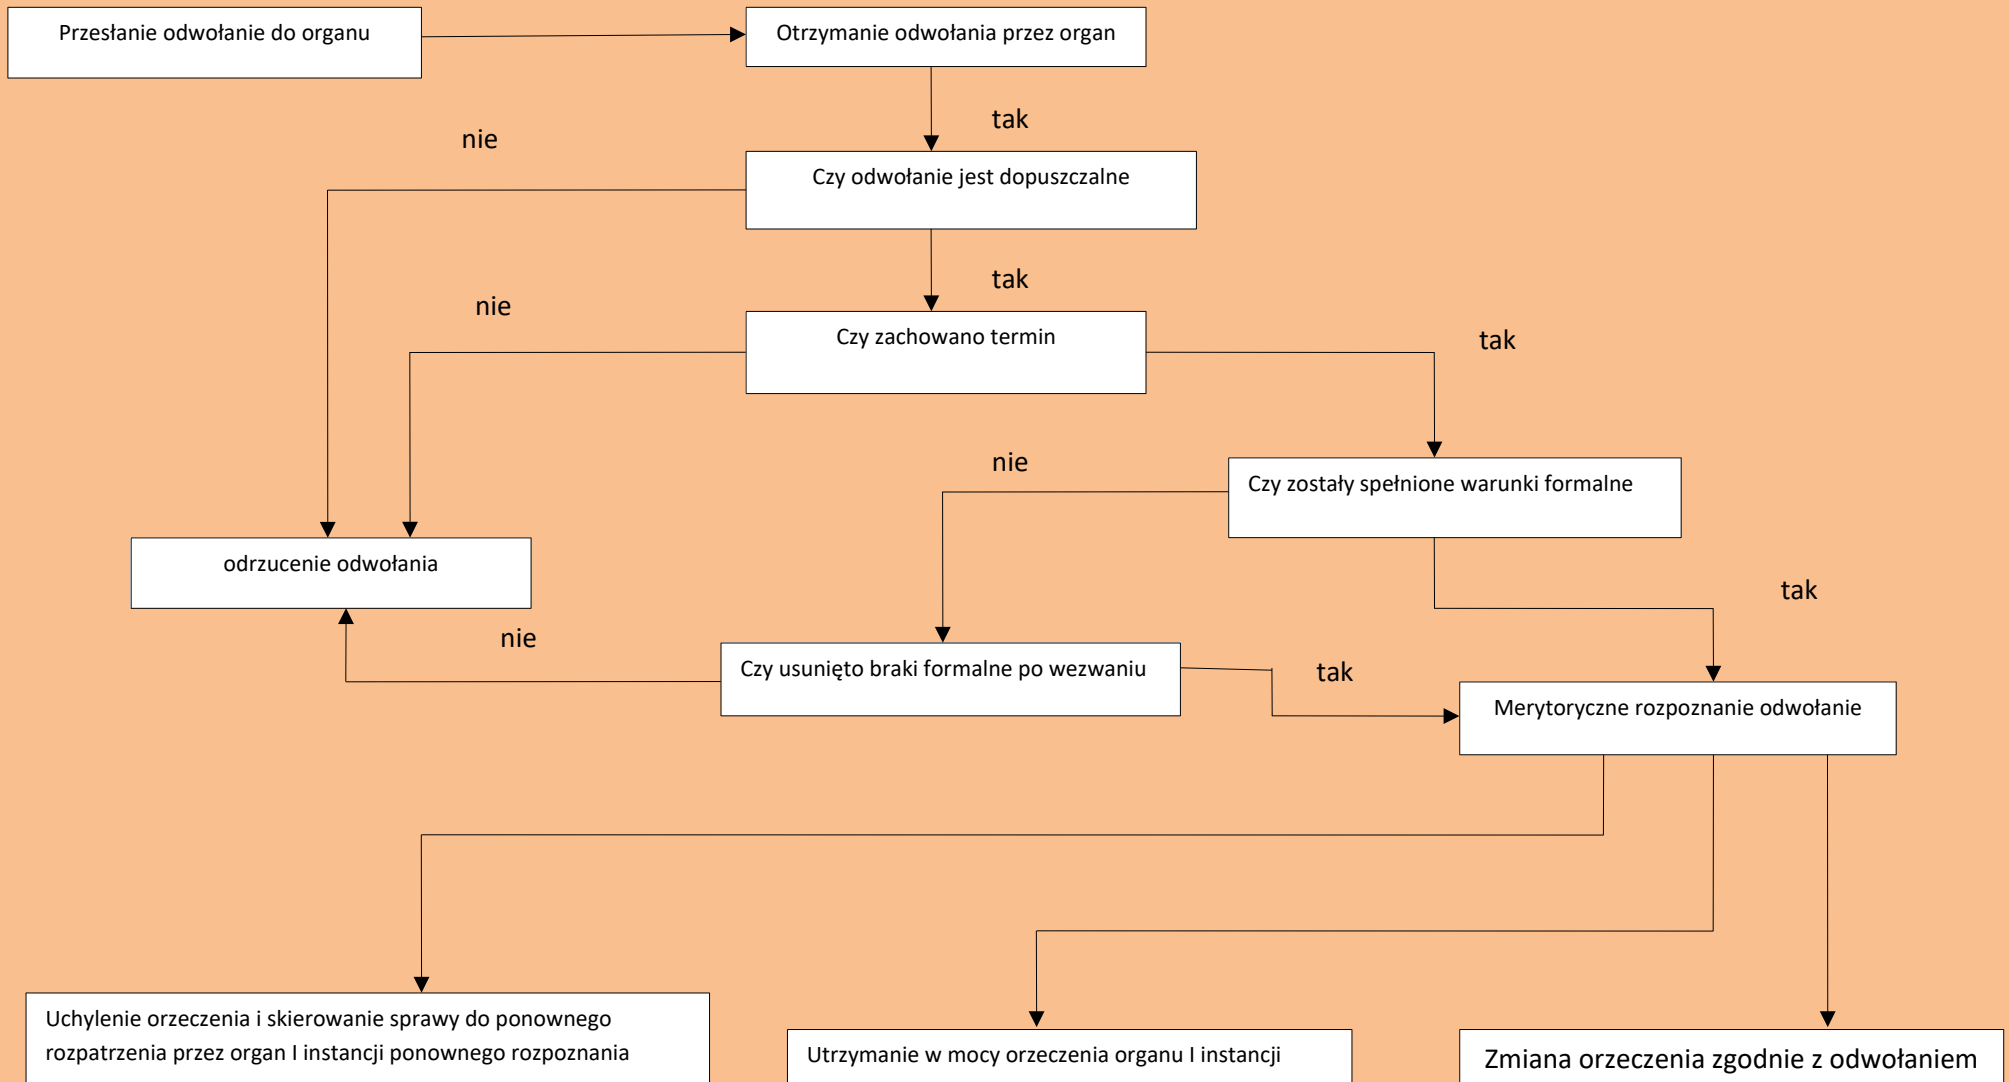 Przesłanie odwołanie do organu
Otrzymanie odwołania przez organ
tak
nie
Czy odwołanie jest dopuszczalne
tak
nie
Czy zachowano termin
tak
nie
Czy zostały spełnione warunki formalne
odrzucenie odwołania
tak
nie
Czy usunięto braki formalne po wezwaniu
tak
Merytoryczne rozpoznanie odwołanie
Uchylenie orzeczenia i skierowanie sprawy do ponownego
rozpatrzenia przez organ I instancji ponownego rozpoznania
Utrzymanie w mocy orzeczenia organu I instancji
Zmiana orzeczenia zgodnie z odwołaniem